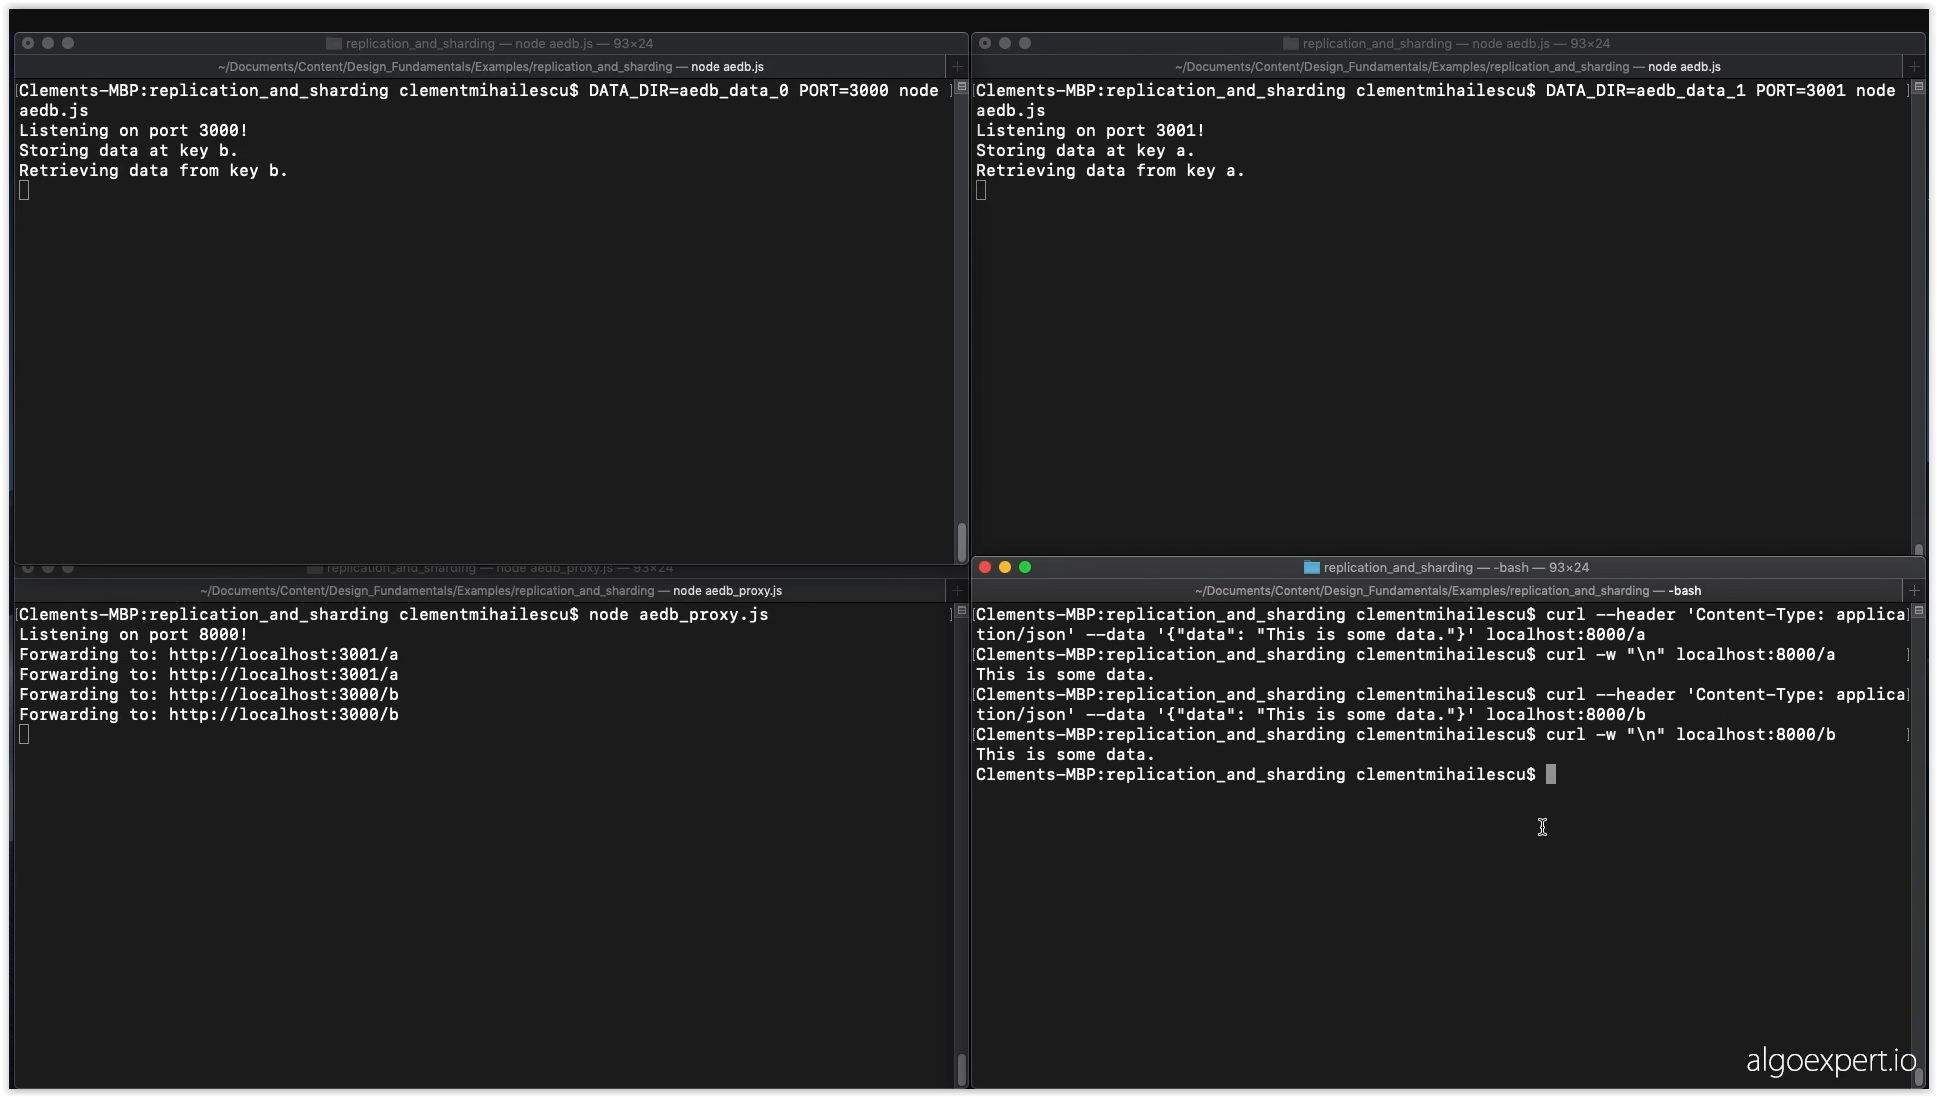 replication_and_sharding — node aedb.js — 93×24
~/Documents/Content/Design_Fundamentals/Examples/replication_and_sharding — node aedb.js
[Clements-MBP:replication_and_sharding clementmihailescu$ DATA_DIR=aedb_data_0 PORT=3000 node ]
aedb.js
Listening on port 3000!
Storing data at key b.
Retrieving data from key b.
replication_and_sharding — node aedb.js — 93×24
~/Documents/Content/Design_Fundamentals/Examples/replication_and_sharding — node aedb.js
[Clements-MBP:replication_and_sharding clementmihailescu$ DATA_DIR=aedb_data_1 PORT=3001 node ]
aedb.js
Listening on port 3001!
Storing data at key a.
Retrieving data from key a.
replication_and_sharding — node aedb_proxy.js — 93×24
~/Documents/Content/Design_Fundamentals/Examples/replication_and_sharding — node aedb_proxy.js
[Clements-MBP:replication_and_sharding clementmihailescu$ node aedb_proxy.js ]
Listening on port 8000!
Forwarding to: http://localhost:3001/a
Forwarding to: http://localhost:3001/a
Forwarding to: http://localhost:3000/b
Forwarding to: http://localhost:3000/b
replication_and_sharding — -bash — 93×24
~/Documents/Content/Design_Fundamentals/Examples/replication_and_sharding — -bash
[Clements-MBP:replication_and_sharding clementmihailescu$ curl --header 'Content-Type: applica]
tion/json' --data '{"data": "This is some data."}' localhost:8000/a
[Clements-MBP:replication_and_sharding clementmihailescu$ curl -w "\n" localhost:8000/a ]
This is some data.
[Clements-MBP:replication_and_sharding clementmihailescu$ curl --header 'Content-Type: applica]
tion/json' --data '{"data": "This is some data."}' localhost:8000/b
[Clements-MBP:replication_and_sharding clementmihailescu$ curl -w "\n" localhost:8000/b ]
This is some data.
Clements-MBP:replication_and_sharding clementmihailescu$
algoexpert.io